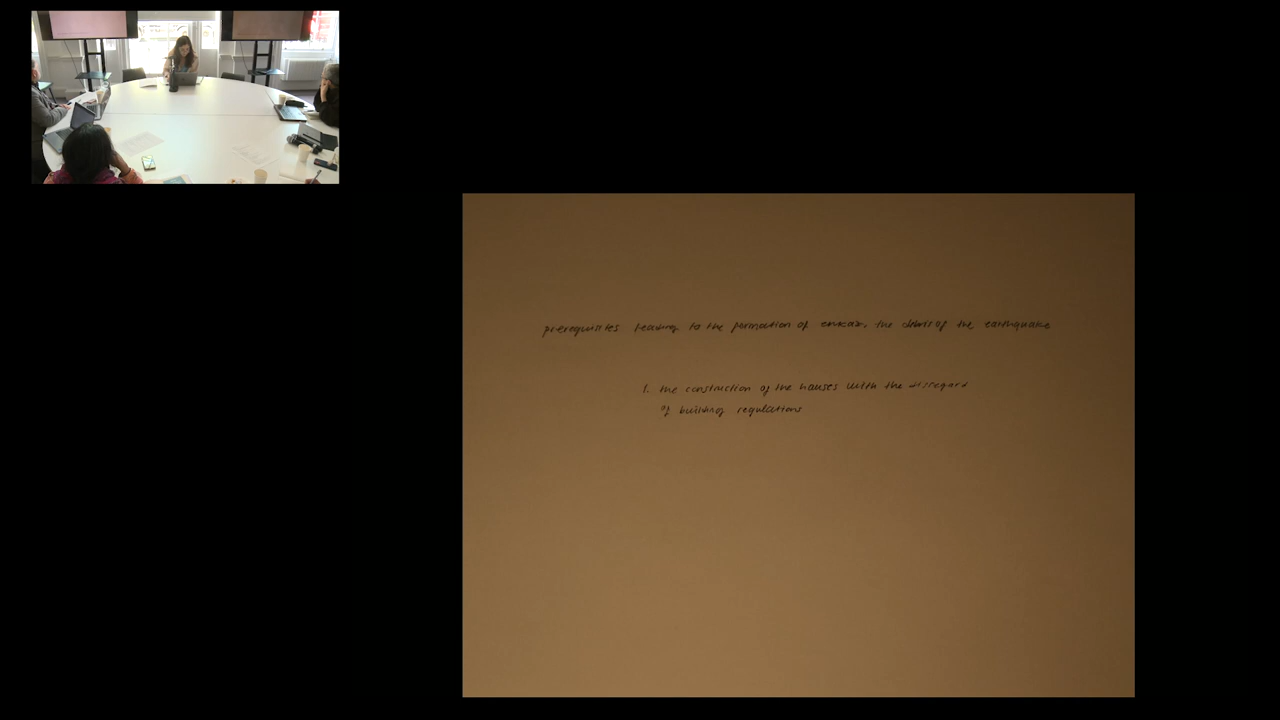 prerequisites leading to the formation of enkaz, the debris of the earthquake
1. the construction of the houses with the disregard
of building regulations